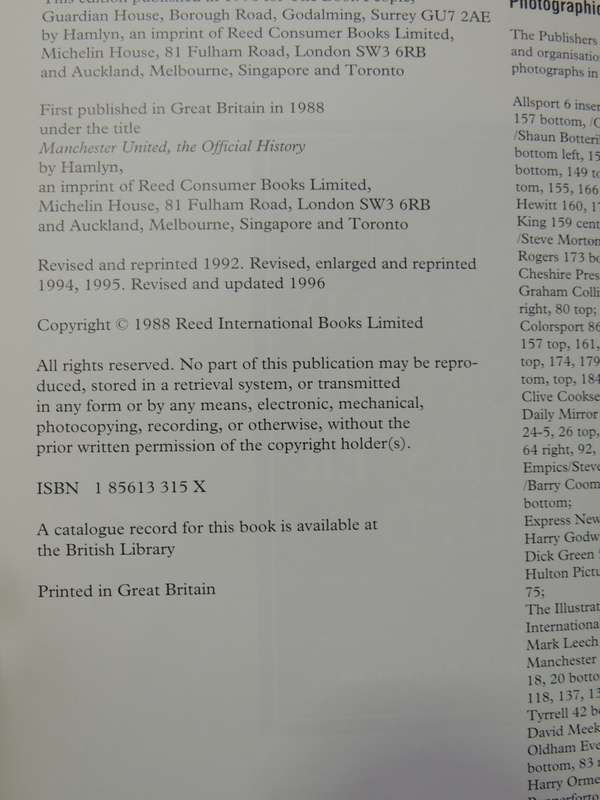 Guardian House, Borough Road, Godalming, Surrey GU7 2AE
by Hamlyn, an imprint of Reed Consumer Books Limited,
Michelin House, 81 Fulham Road, London SW3 6RB
and Auckland, Melbourne, Singapore and Toronto
First published in Great Britain in 1988
under the title
Manchester United, the Official History
by Hamlyn,
an imprint of Reed Consumer Books Limited,
Michelin House, 81 Fulham Road, London SW3 6RB
and Auckland, Melbourne, Singapore and Toronto
Revised and reprinted 1992. Revised, enlarged and reprinted
1994, 1995. Revised and updated 1996
Copyright © 1988 Reed International Books Limited
All rights reserved. No part of this publication may be repro-
duced, stored in a retrieval system, or transmitted
in any form or by any means, electronic, mechanical,
photocopying, recording, or otherwise, without the
prior written permission of the copyright holder(s).
ISBN 1 85613 315 X
A catalogue record for this book is available at
the British Library
Printed in Great Britain
The Publishers
and organisatio
photographs in
Allsport 6 inser
157 bottom, /C
/Shaun Botteri
bottom left, 15
bottom, 149 to
tom, 155, 166
Hewitt 160, 17
King 159 cent
/Steve Morton
Rogers 173 bo
Cheshire Pres
Graham Colli
right, 80 top;
Colorsport 86
157 top, 161,
top, 174, 179
tom, top, 184
Clive Cookse
Daily Mirror
24-5, 26 top,
64 right, 92,
Empics/Steve
/Barry Coom
bottom;
Express New
Harry Godw
Dick Green
Hulton Pictu
75;
The Illustrat
Internationa
Mark Leech
Manchester
18, 20 botto
118, 137, 13
Tyrrell 42 b
David Meek
Oldham Eve
bottom, 83
Harry Orme